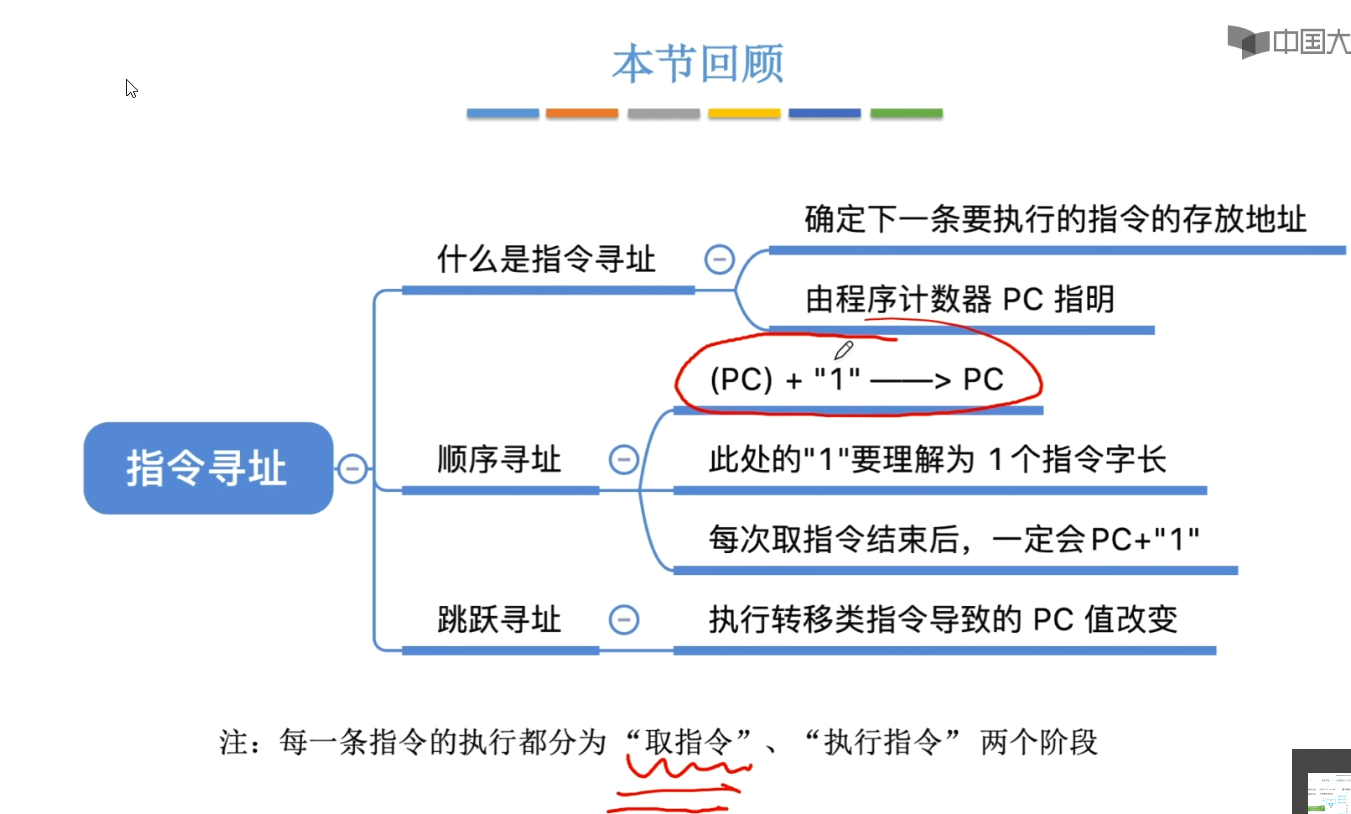 中国大
本节回顾
确定下一条要执行的指令的存放地址
什么是指令寻址
由程序计数器 PC 指明
(PC) + "1" ——> PC
指令寻址
顺序寻址
此处的"1"要理解为 1个指令字长
每次取指令结束后，一定会PC+"1"
跳跃寻址
执行转移类指令导致的 PC 值改变
注：每一条指令的执行都分为 “取指令”、“执行指令” 两个阶段